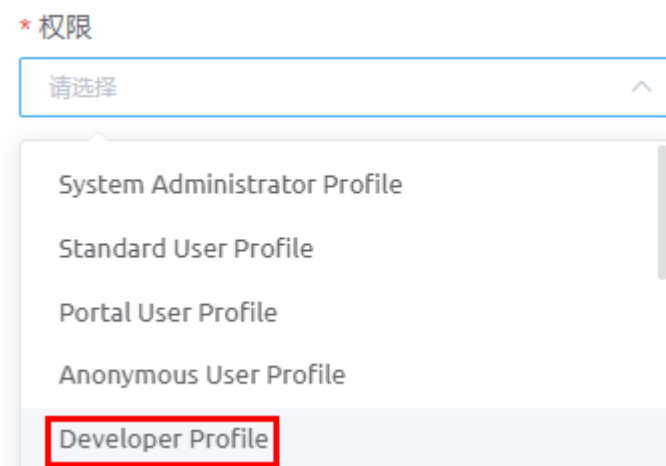 * 权限
请选择
System Administrator Profile
Standard User Profile
Portal User Profile
Anonymous User Profile
Developer Profile